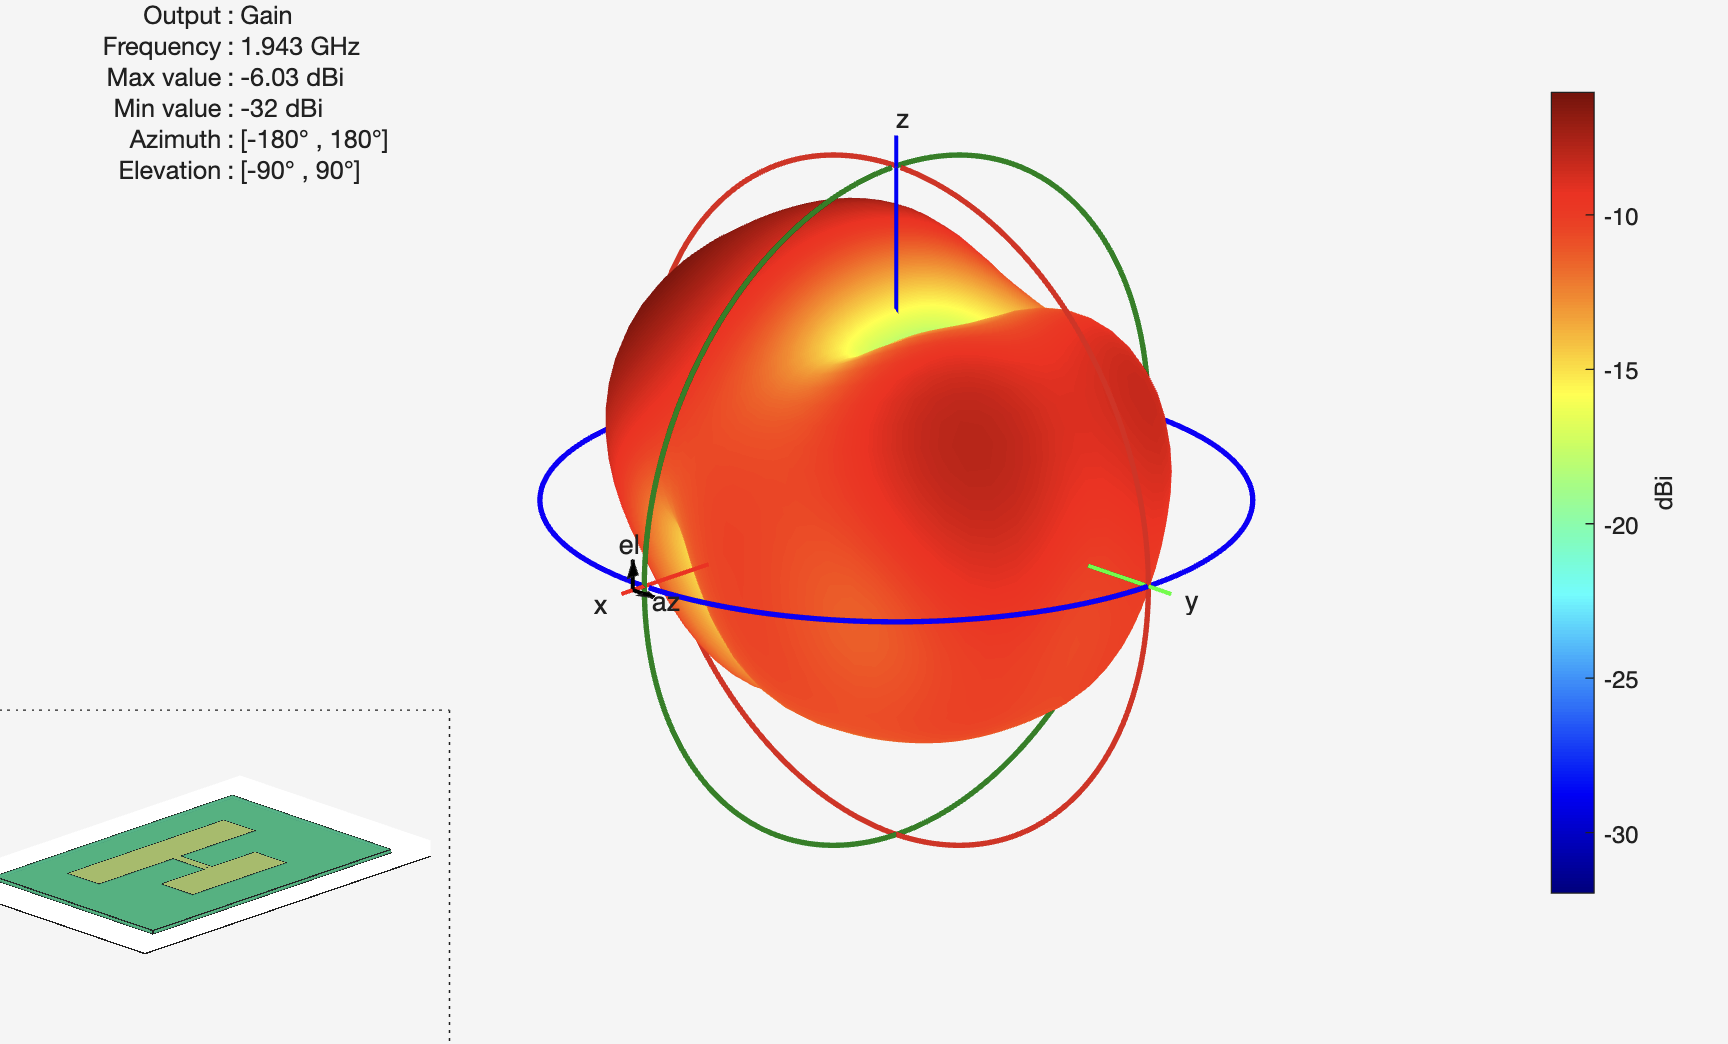 Output : Gain
Frequency : 1.943 GHz
Max value : -6.03 dBi
Min value : -32 dBi
Azimuth : [-180° , 180°]
Elevation : [-90° , 90°]
z
el
az
x
y
-10
-15
-20
-25
-30
dBi